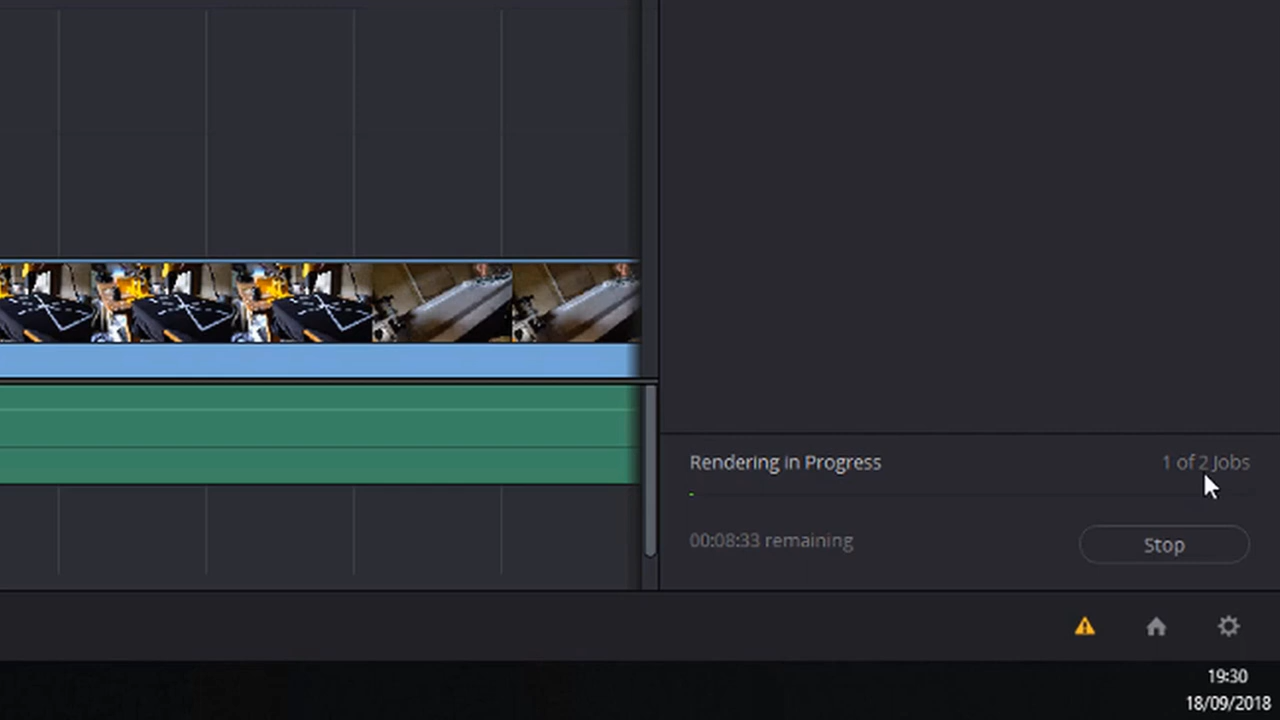 Rendering in Progress
1 of 2 Jobs
00:08:33 remaining
Stop
19:30
18/09/2018